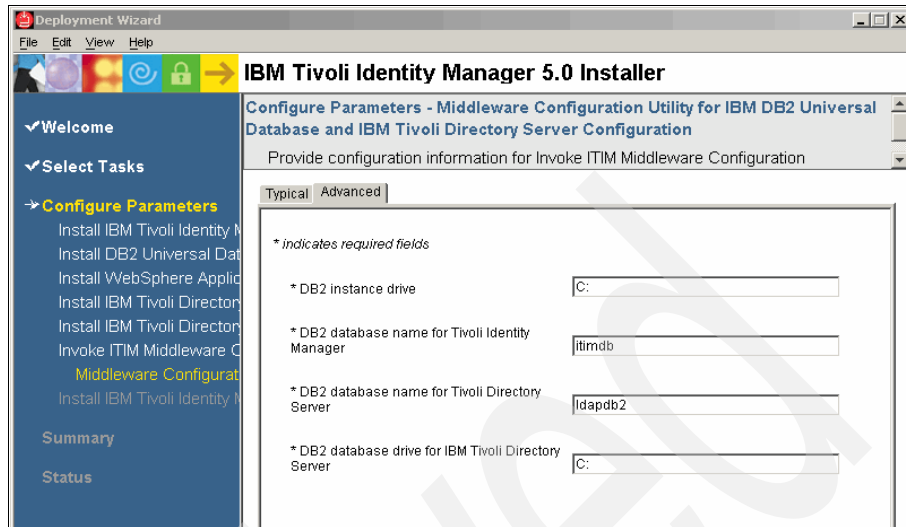 Deployment Wizard
File Edit View Help
IBM Tivoli Identity Manager 5.0 Installer
Welcome
Select Tasks
Configure Parameters
Install IBM Tivoli Identity M
Install DB2 Universal Dat
Install WebSphere Applic
Install IBM Tivoli Director
Install IBM Tivoli Director
Invoke ITIM Middleware C
Middleware Configurat
Install IBM Tivoli Identity M
Summary
Status
Configure Parameters - Middleware Configuration Utility for IBM DB2 Universal
Database and IBM Tivoli Directory Server Configuration
Provide configuration information for Invoke ITIM Middleware Configuration
Typical Advanced
* indicates required fields
* DB2 instance drive C:
* DB2 database name for Tivoli Identity
Manager itimdb
* DB2 database name for Tivoli Directory
Server ldapdb2
* DB2 database drive for IBM Tivoli Directory
Server C: